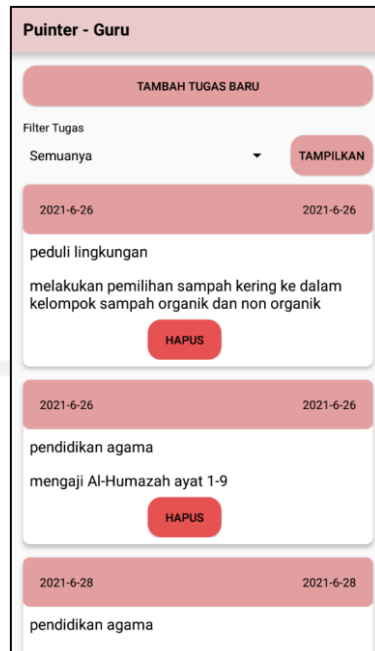 Puinter - Guru
TAMBAH TUGAS BARU
Filter Tugas
Semuanya
TAMPILKAN
2021-6-26 2021-6-26
peduli lingkungan
melakukan pemilihan sampah kering ke dalam
kelompok sampah organik dan non organik
HAPUS
2021-6-26 2021-6-26
pendidikan agama
mengaji Al-Humazah ayat 1-9
HAPUS
2021-6-28 2021-6-28
pendidikan agama